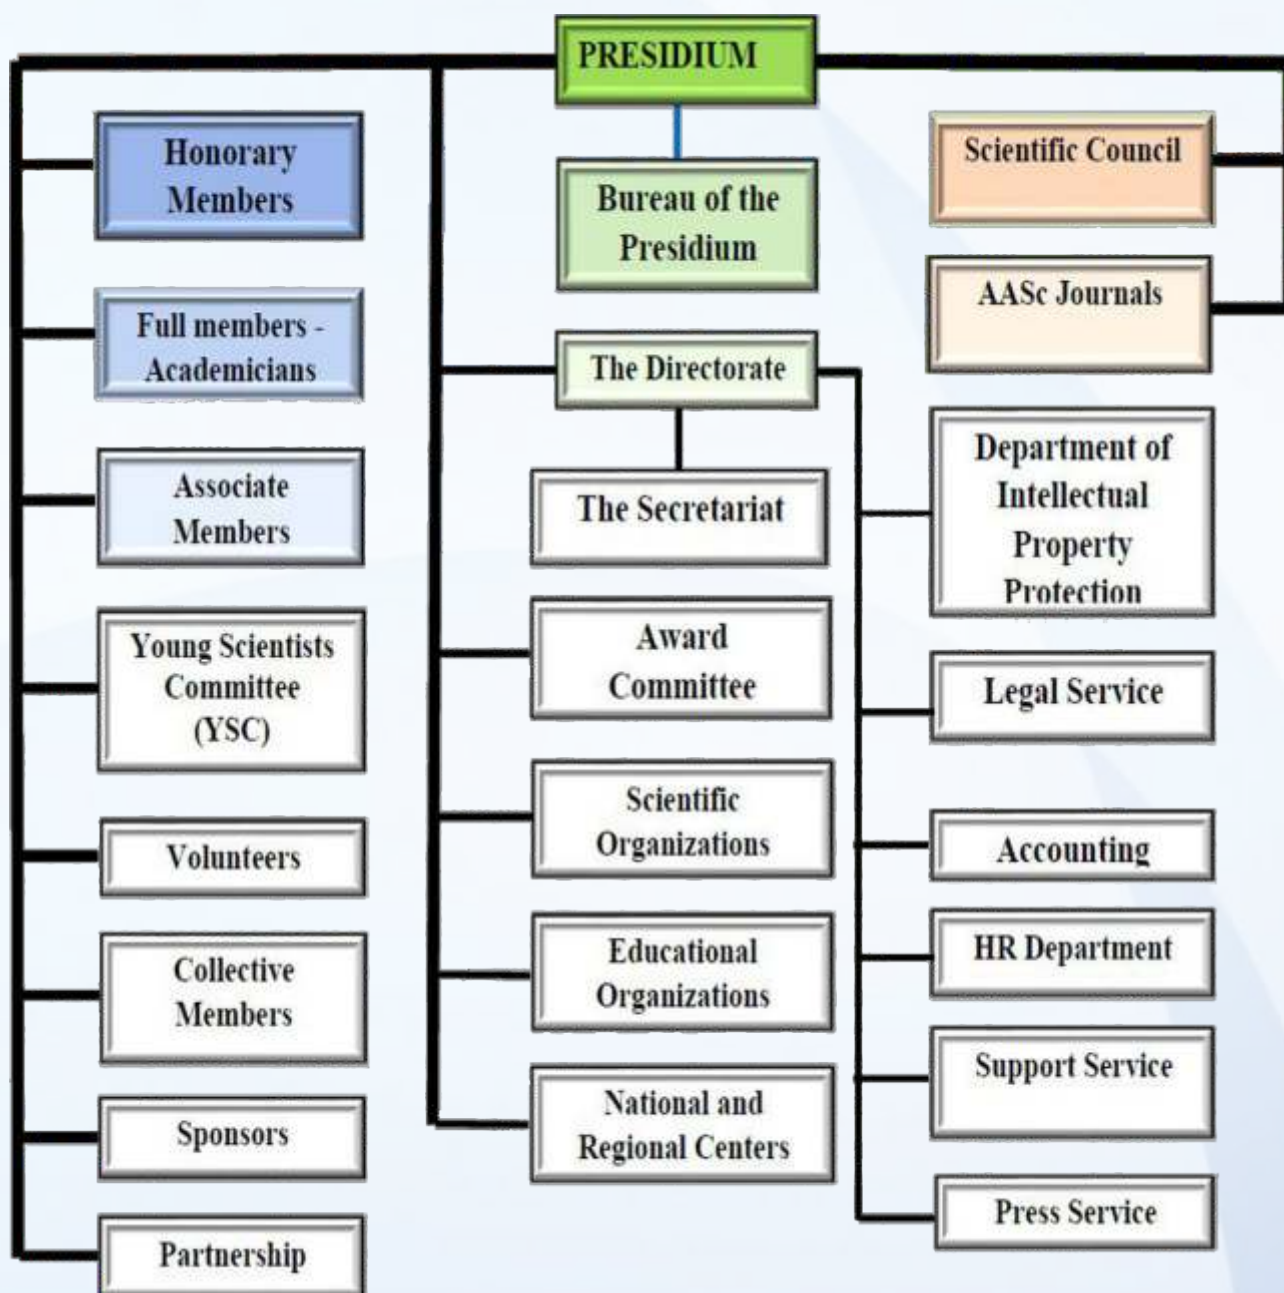 PRESIDIUM
Honorary
Members
Full members -
Academicians
Associate
Members
Young Scientists
Committee
(YSC)
Volunteers
Collective
Members
Sponsors
Partnership
Bureau of the
Presidium
The Directorate
The Secretariat
Award
Committee
Scientific
Organizations
Educational
Organizations
National and
Regional Centers
Scientific Council
AASc Journals
Department of
Intellectual
Property
Protection
Legal Service
Accounting
HR Department
Support Service
Press Service